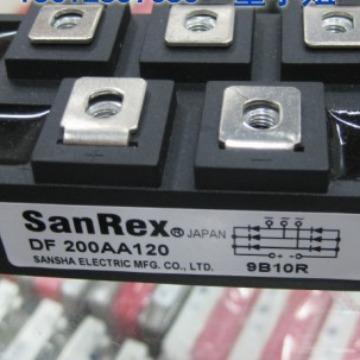 SanRex® JAPAN
DF 200AA120
SANSHA ELECTRIC MFG. CO., LTD.
9B10R